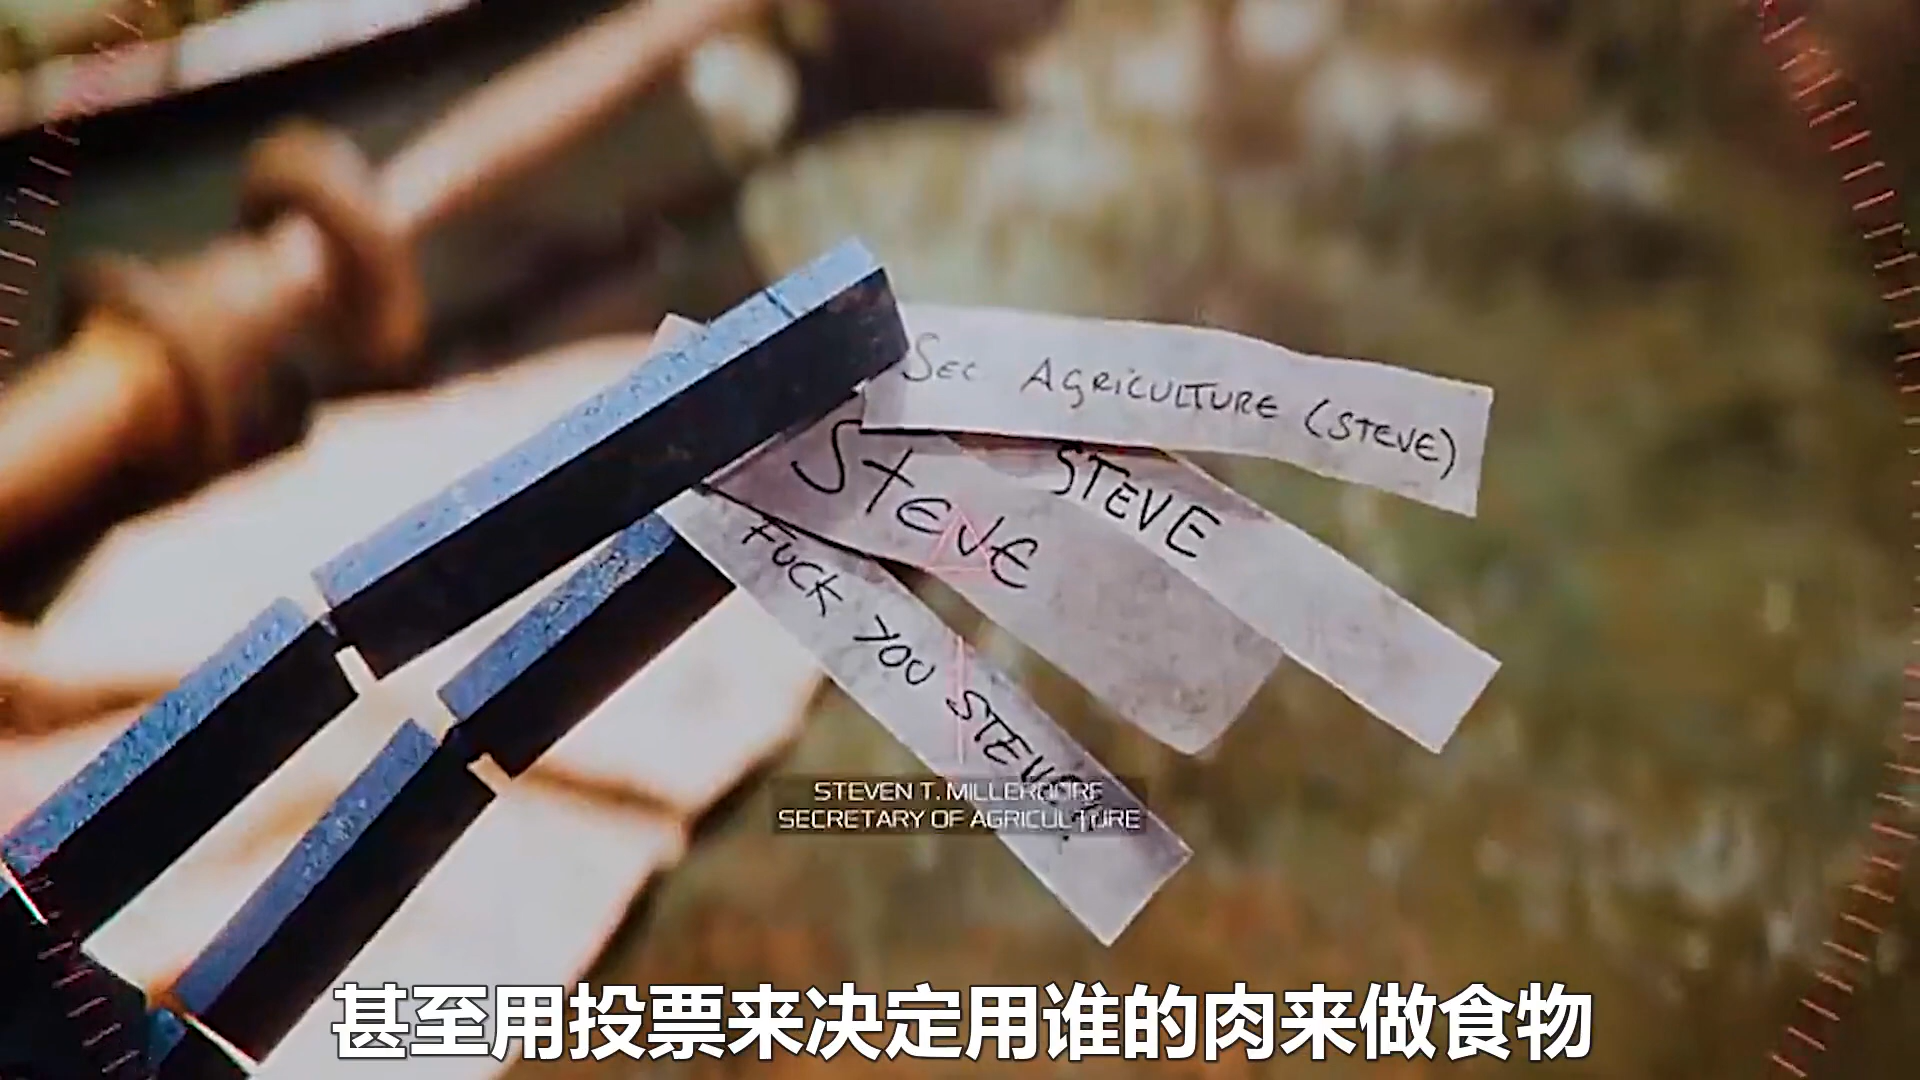 SEC AGRICULTURE (STEVE)
STEVE
Steve
FUCK YOU STEVE
STEVEN T. MILLERDORF
SECRETARY OF AGRICULTURE
甚至用投票来决定用谁的肉来做食物